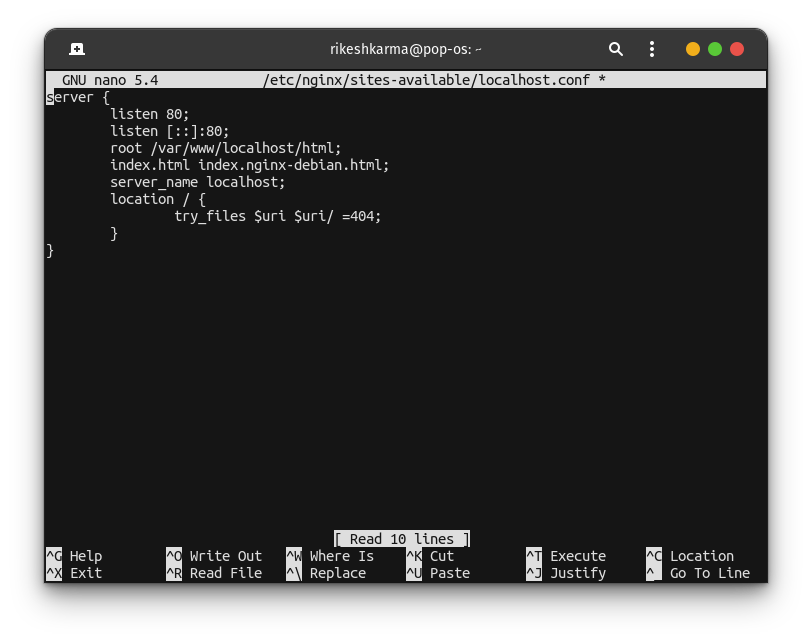 rikeshkarma@pop-os: ~
GNU nano 5.4 /etc/nginx/sites-available/localhost.conf *
server {
listen 80;
listen [::]:80;
root /var/www/localhost/html;
index.html index.nginx-debian.html;
server_name localhost;
location / {
try_files $uri $uri/ =404;
}
}
[ Read 10 lines ]
^G Help ^O Write Out ^W Where Is ^K Cut ^T Execute ^C Location
^X Exit ^R Read File ^\ Replace ^U Paste ^J Justify ^_ Go To Line